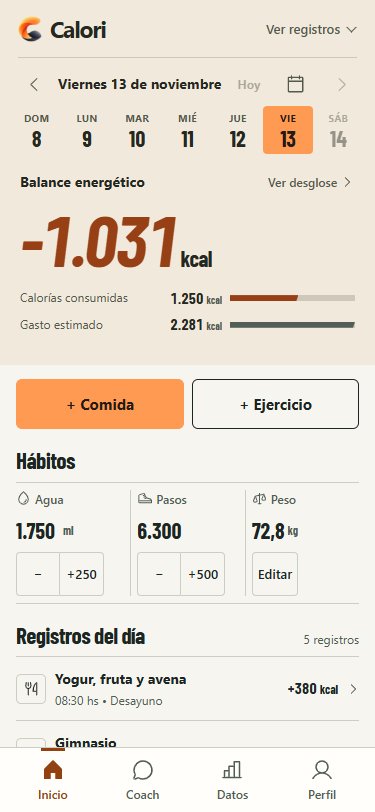 Calori
Ver registros
Viernes 13 de noviembre Hoy
DOM LUN MAR MIÉ JUE VIE SÁB
8 9 10 11 12 13 14
Balance energético Ver desglose
-1.031 kcal
Calorías consumidas 1.250 kcal
Gasto estimado 2.281 kcal
+ Comida + Ejercicio
Hábitos
Agua Pasos Peso
1.750 ml 6.300 72,8 kg
− +250 − +500 Editar
Registros del día 5 registros
Yogur, fruta y avena
+380 kcal
08:30 hs • Desayuno
Gimnasio
Inicio Coach Datos Perfil